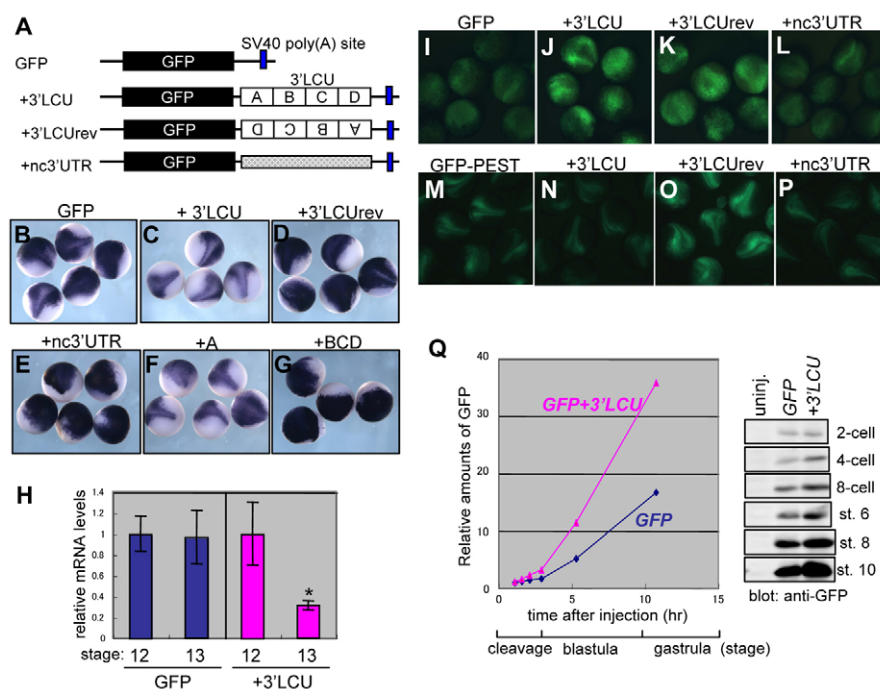 A
SV40 poly(A) site
GFP
GFP
3'LCU
+3'LCU
GFP
A B C D
+3'LCUrev
GFP
D C B A
+nc3'UTR
GFP
GFP
+ 3'LCU
+3'LCUrev
B
C
D
+nc3'UTR
+A
+BCD
E
F
G
H
relative mRNA levels
1.4
1.2
1
0.8
0.6
0.4
0.2
0
*
stage: 12 13 12 13
GFP +3'LCU
GFP
+3'LCU
+3'LCUrev
+nc3'UTR
I
J
K
L
GFP-PEST
+3'LCU
+3'LCUrev
+nc3'UTR
M
N
O
P
Q
Relative amounts of GFP
40
30
20
10
0
GFP+3'LCU
GFP
0 5 10 15
time after injection (hr)
cleavage blastula gastrula (stage)
uninj.
GFP
+3'LCU
2-cell
4-cell
8-cell
st. 6
st. 8
st. 10
blot: anti-GFP